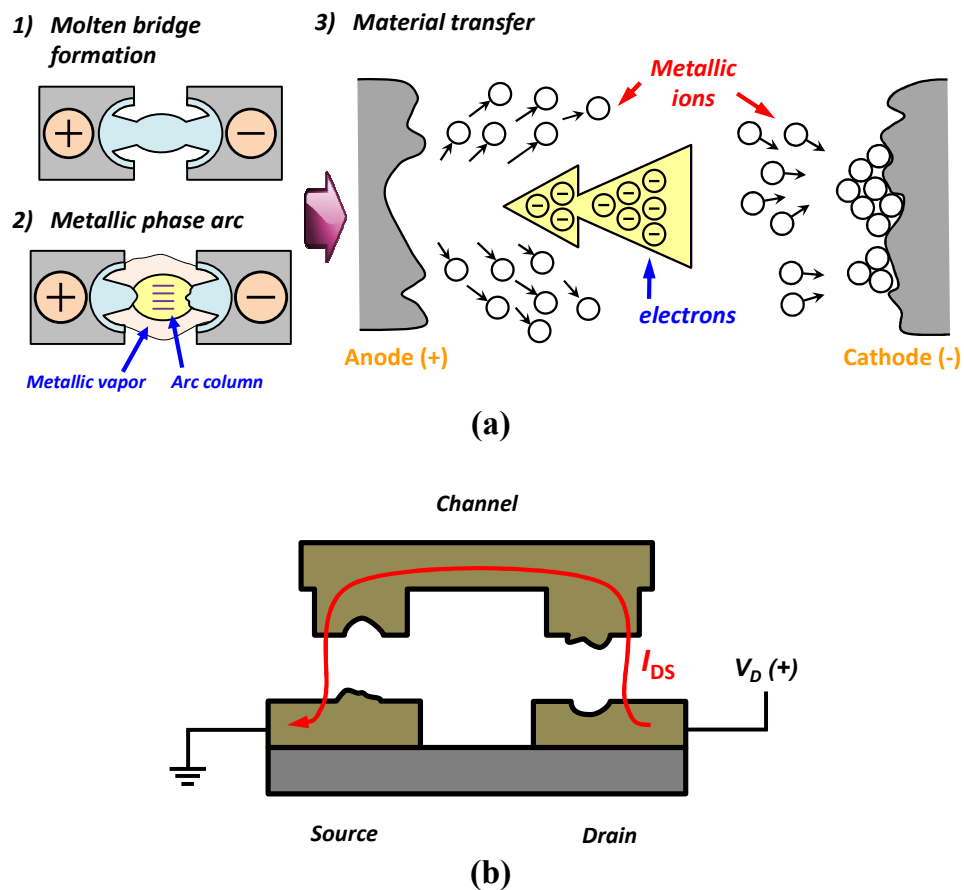 1) Molten bridge
formation
+
−
2) Metallic phase arc
+
−
Metallic vapor
Arc column
3) Material transfer
Metallic
ions
− − − − − − − − − −
electrons
Anode (+)
Cathode (-)
(a)
Channel
IDS
VD (+)
Source
Drain
(b)